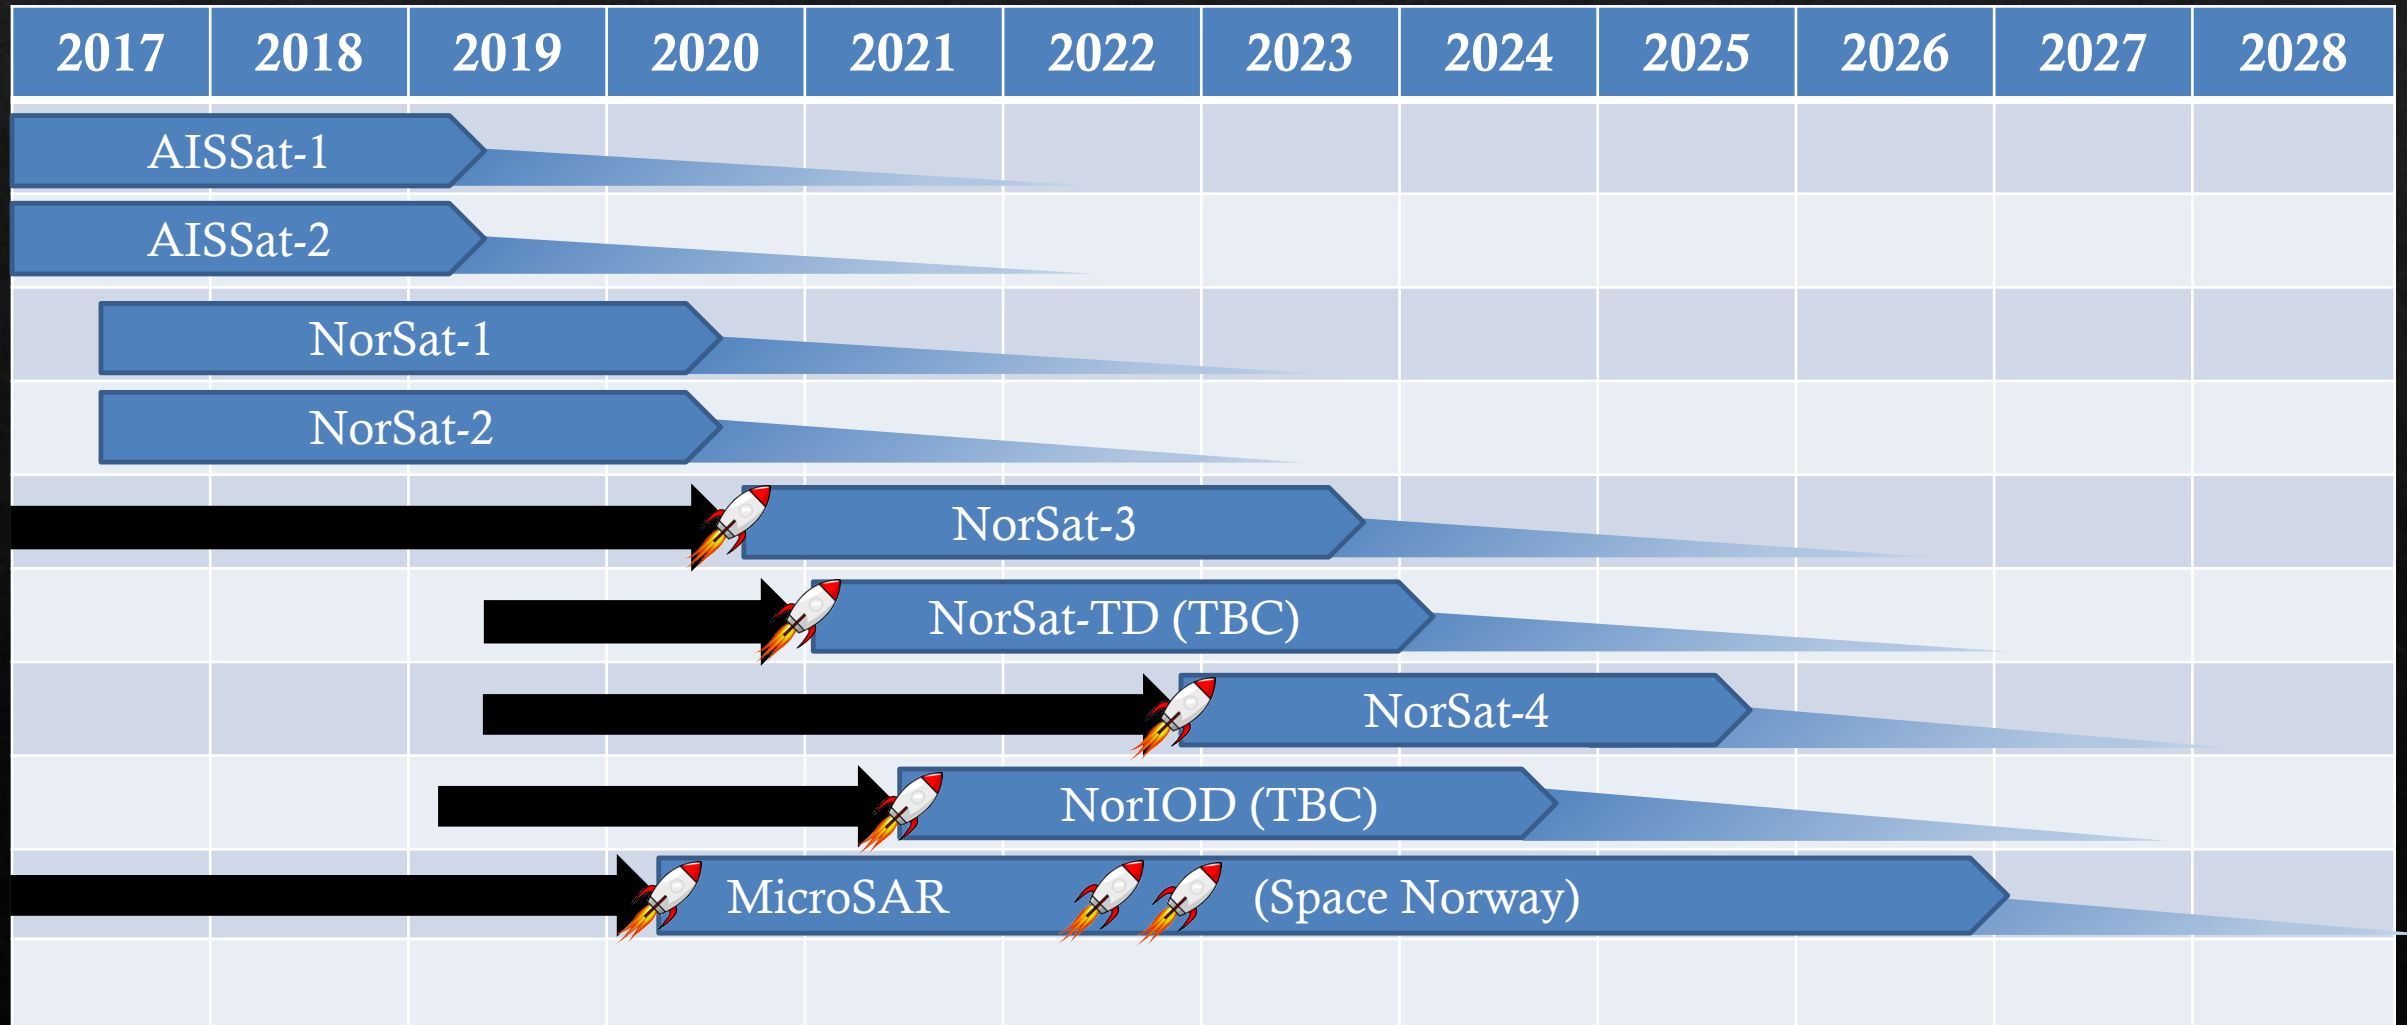 2017 2018 2019 2020 2021 2022 2023 2024 2025 2026 2027 2028
AISSat-1
AISSat-2
NorSat-1
NorSat-2
NorSat-3
NorSat-TD (TBC)
NorSat-4
NorIOD (TBC)
MicroSAR (Space Norway)